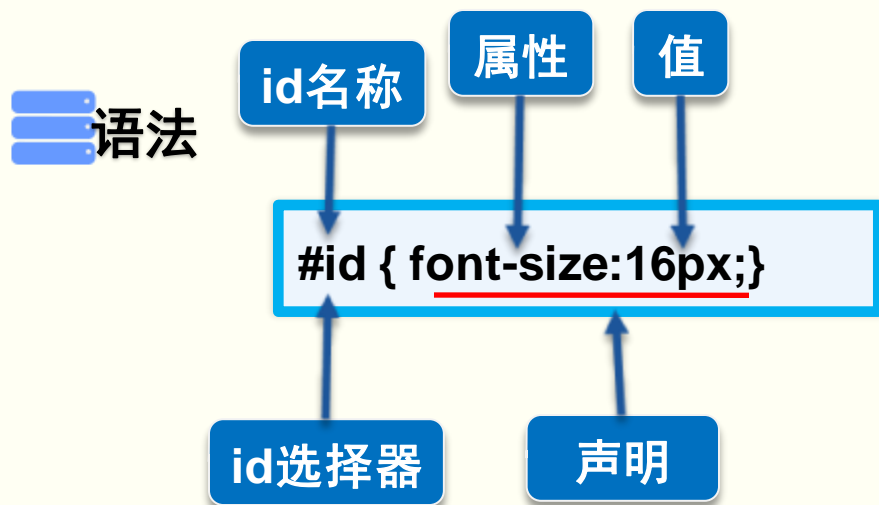 语法
id名称
属性
值
#id { font-size:16px;}
id选择器
声明